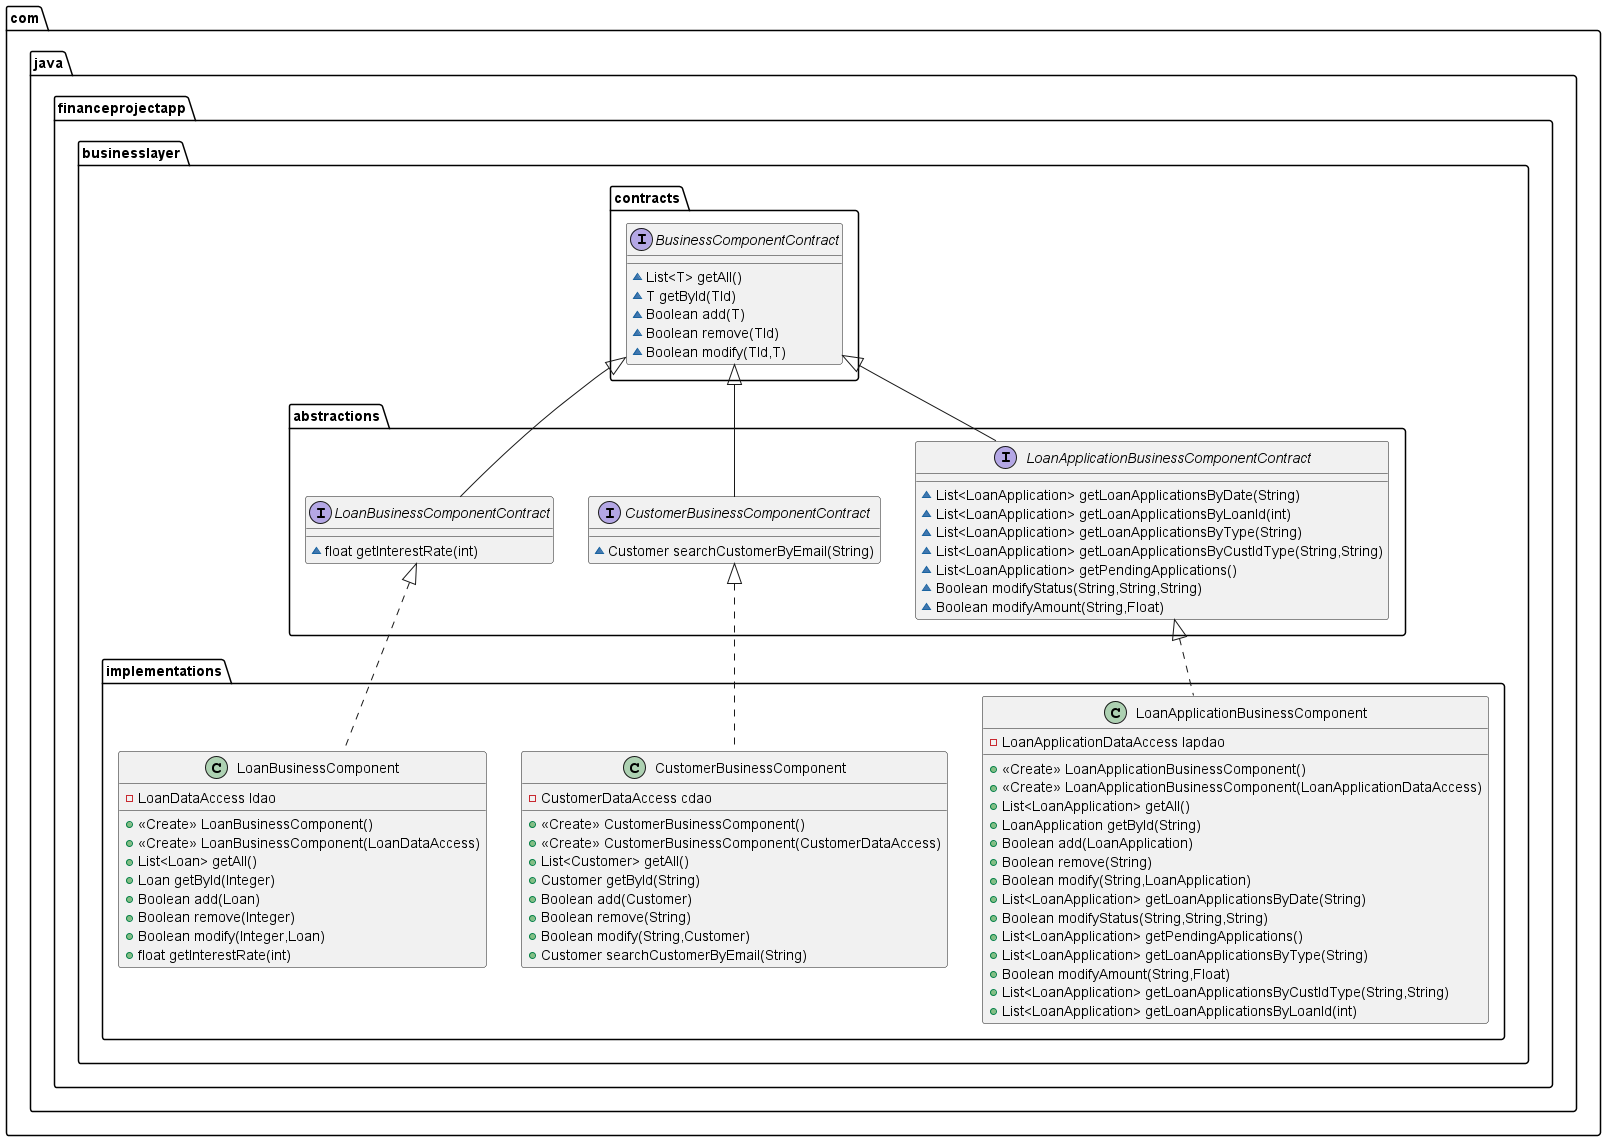 com
java
financeprojectapp
businesslayer
contracts
I BusinessComponentContract
List<T> getAll()
T getById(TId)
Boolean add(T)
Boolean remove(TId)
Boolean modify(TId,T)
abstractions
I LoanBusinessComponentContract
float getInterestRate(int)
I CustomerBusinessComponentContract
Customer searchCustomerByEmail(String)
I LoanApplicationBusinessComponentContract
List<LoanApplication> getLoanApplicationsByDate(String)
List<LoanApplication> getLoanApplicationsByLoanId(int)
List<LoanApplication> getLoanApplicationsByType(String)
List<LoanApplication> getLoanApplicationsByCustIdType(String,String)
List<LoanApplication> getPendingApplications()
Boolean modifyStatus(String,String,String)
Boolean modifyAmount(String,Float)
implementations
C LoanBusinessComponent
LoanDataAccess ldao
«Create» LoanBusinessComponent()
«Create» LoanBusinessComponent(LoanDataAccess)
List<Loan> getAll()
Loan getById(Integer)
Boolean add(Loan)
Boolean remove(Integer)
Boolean modify(Integer,Loan)
float getInterestRate(int)
C CustomerBusinessComponent
CustomerDataAccess cdao
«Create» CustomerBusinessComponent()
«Create» CustomerBusinessComponent(CustomerDataAccess)
List<Customer> getAll()
Customer getById(String)
Boolean add(Customer)
Boolean remove(String)
Boolean modify(String,Customer)
Customer searchCustomerByEmail(String)
C LoanApplicationBusinessComponent
LoanApplicationDataAccess lapdao
«Create» LoanApplicationBusinessComponent()
«Create» LoanApplicationBusinessComponent(LoanApplicationDataAccess)
List<LoanApplication> getAll()
LoanApplication getById(String)
Boolean add(LoanApplication)
Boolean remove(String)
Boolean modify(String,LoanApplication)
List<LoanApplication> getLoanApplicationsByDate(String)
Boolean modifyStatus(String,String,String)
List<LoanApplication> getPendingApplications()
List<LoanApplication> getLoanApplicationsByType(String)
Boolean modifyAmount(String,Float)
List<LoanApplication> getLoanApplicationsByCustIdType(String,String)
List<LoanApplication> getLoanApplicationsByLoanId(int)